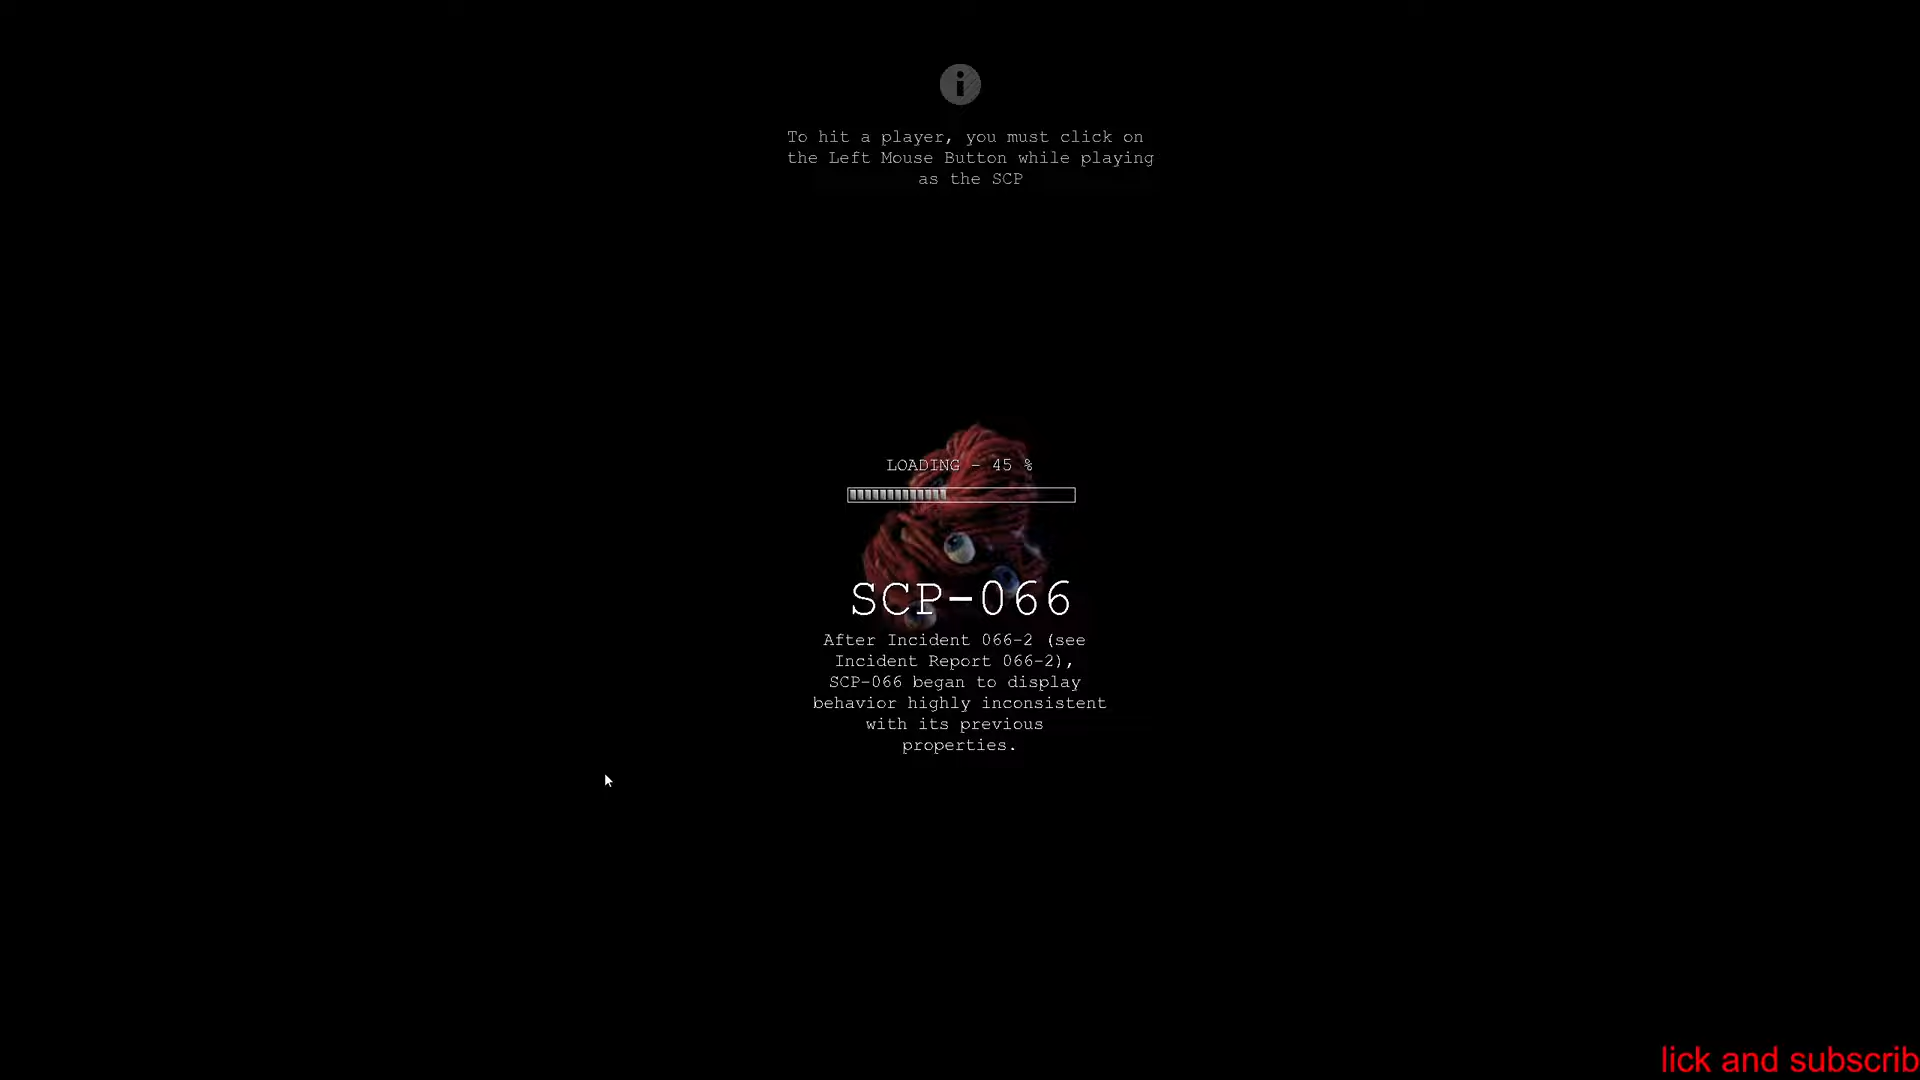 To hit a player, you must click on
the Left Mouse Button while playing
as the SCP
LOADING - 45 %
SCP-066
After Incident 066-2 (see
Incident Report 066-2),
SCP-066 began to display
behavior highly inconsistent
with its previous
properties.
lick and subscrib